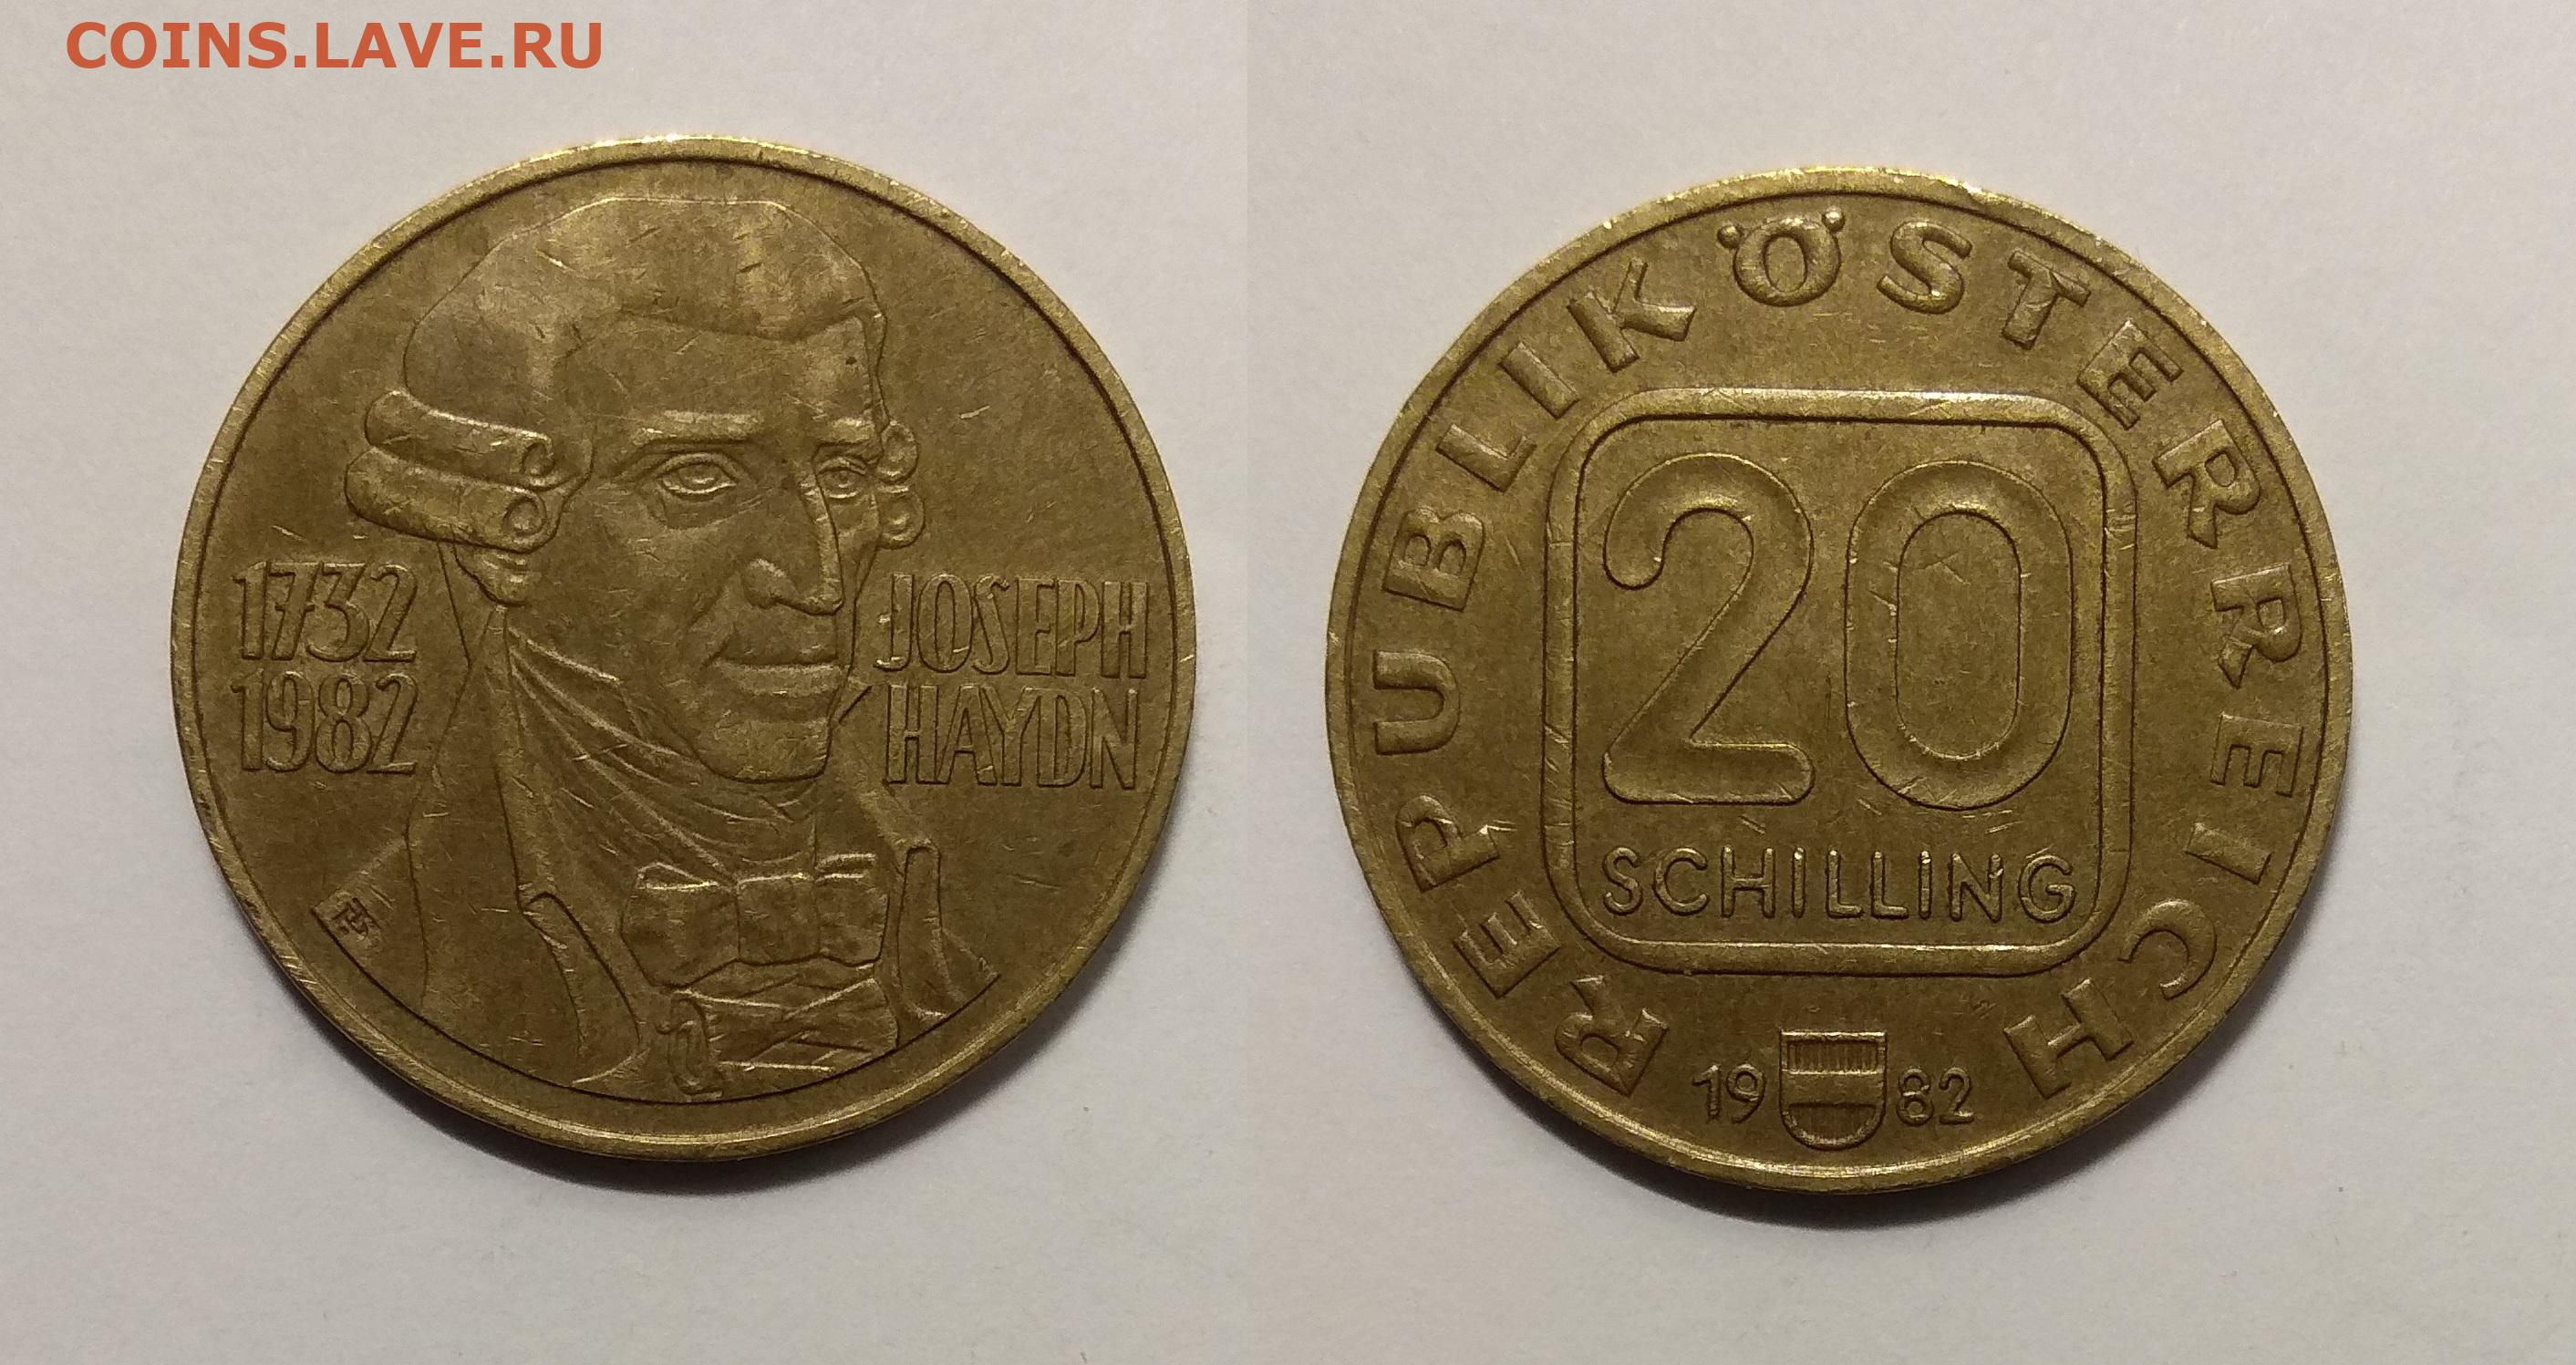 COINS.LAVE.RU
1732
1982
JOSEPH
HAYDN
REPUBLIK ÖSTERREICH
20
SCHILLING
19 82